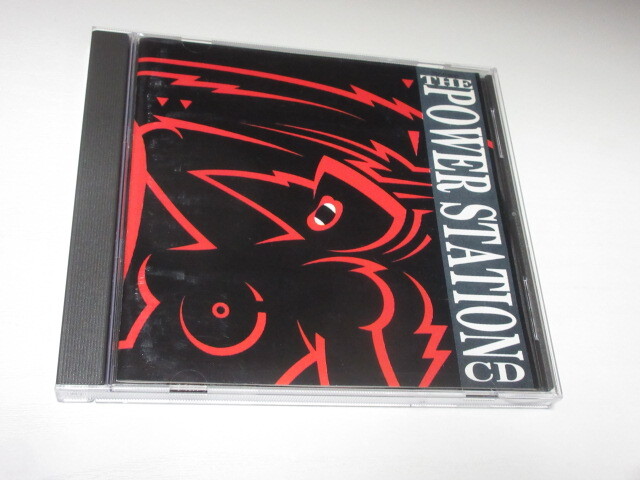 THE POWER STATION CD